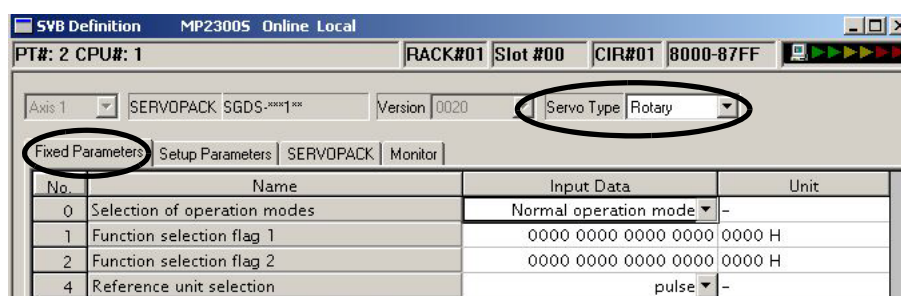 SVB Definition MP2300S Online Local
PT#: 2 CPU#: 1 RACK#01 Slot #00 CIR#01 8000-87FF
Axis 1 SERVOPACK SGDS-***1** Version 0020 Servo Type Rotary
Fixed Parameters Setup Parameters SERVOPACK Monitor
No. Name Input Data Unit
0 Selection of operation modes Normal operation mode -
1 Function selection flag 1 0000 0000 0000 0000 0000 H
2 Function selection flag 2 0000 0000 0000 0000 0000 H
4 Reference unit selection pulse -